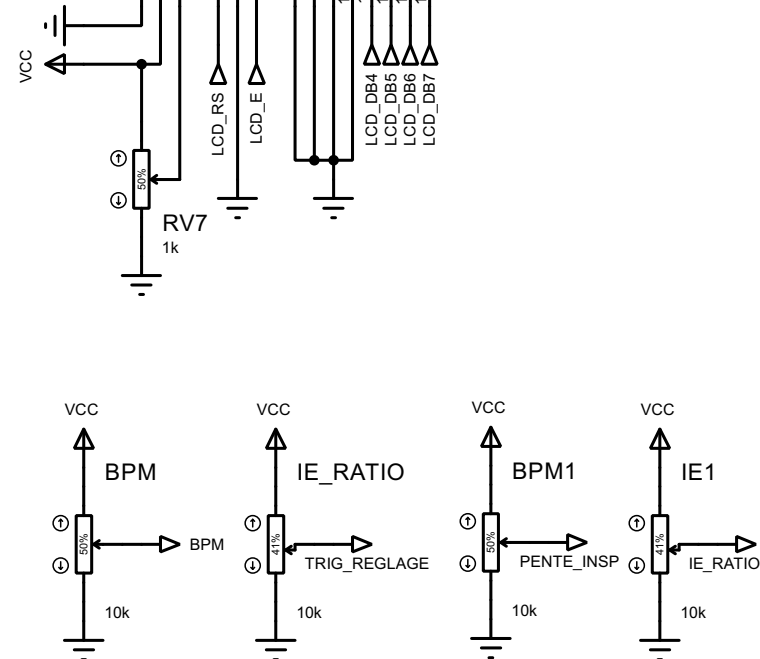 VCC
LCD_RS
LCD_E
LCD_DB4
LCD_DB5
LCD_DB6
LCD_DB7
50%
RV7
1k
VCC
VCC
VCC
VCC
BPM
IE_RATIO
BPM1
IE1
50%
BPM
41%
TRIG_REGLAGE
50%
PENTE_INSP
41%
IE_RATIO
10k
10k
10k
10k